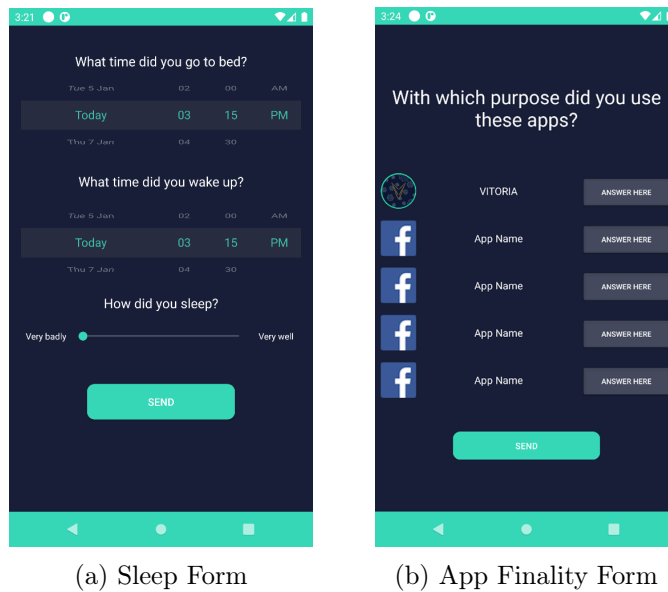 3:21
What time did you go to bed?
Tue 5 Jan 02 00 AM
Today 03 15 PM
Thu 7 Jan 04 30
What time did you wake up?
Tue 5 Jan 02 00 AM
Today 03 15 PM
Thu 7 Jan 04 30
How did you sleep?
Very badly Very well
SEND
(a) Sleep Form
3:24
With which purpose did you use
these apps?
VITORIA ANSWER HERE
App Name ANSWER HERE
App Name ANSWER HERE
App Name ANSWER HERE
App Name ANSWER HERE
SEND
(b) App Finality Form